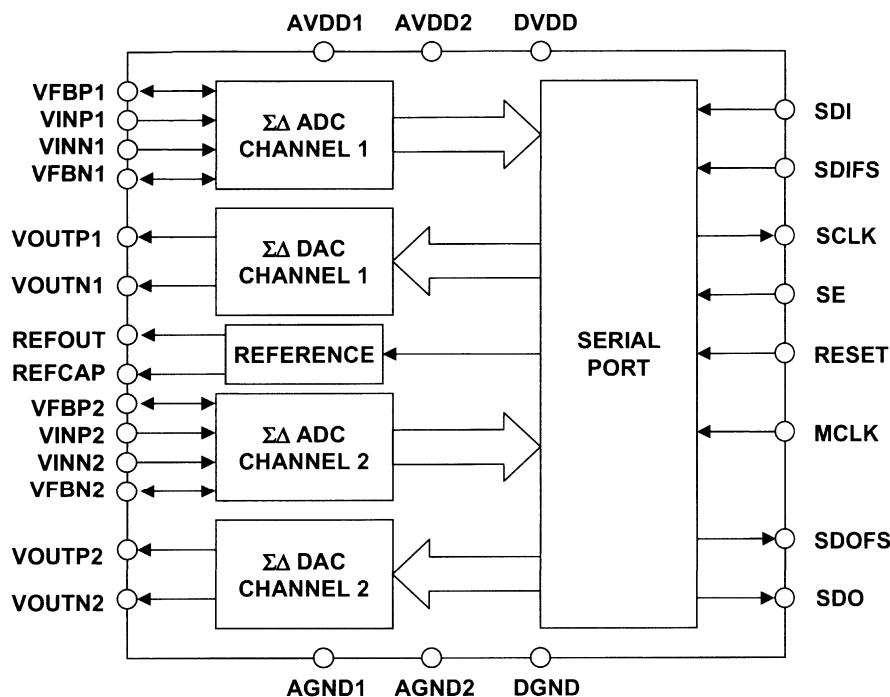 AVDD1 AVDD2 DVDD
VFBP1
VINP1
VINN1
VFBN1
ΣΔ ADC
CHANNEL 1
VOUTP1
VOUTN1
ΣΔ DAC
CHANNEL 1
REFOUT
REFCAP
REFERENCE
VFBP2
VINP2
VINN2
VFBN2
ΣΔ ADC
CHANNEL 2
VOUTP2
VOUTN2
ΣΔ DAC
CHANNEL 2
SERIAL
PORT
SDI
SDIFS
SCLK
SE
RESET
MCLK
SDOFS
SDO
AGND1 AGND2 DGND